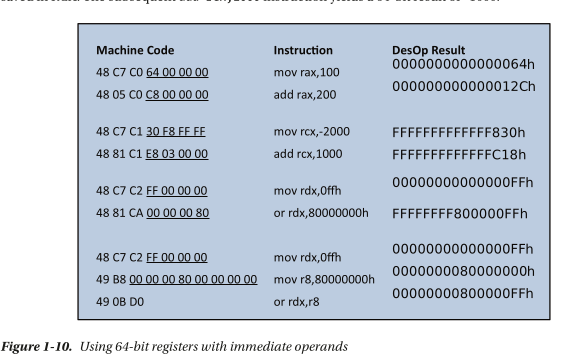 Machine Code Instruction DesOp Result
48 C7 C0 64 00 00 00 mov rax,100 0000000000000064h
48 05 C0 C8 00 00 00 add rax,200 000000000000012Ch
48 C7 C1 30 F8 FF FF mov rcx,-2000 FFFFFFFFFFFFF830h
48 81 C1 E8 03 00 00 add rcx,1000 FFFFFFFFFFFFFC18h
48 C7 C2 FF 00 00 00 mov rdx,0ffh 00000000000000FFh
48 81 CA 00 00 00 80 or rdx,80000000h FFFFFFFF800000FFh
48 C7 C2 FF 00 00 00 mov rdx,0ffh 00000000000000FFh
49 B8 00 00 00 80 00 00 00 00 mov r8,80000000h 0000000080000000h
49 0B D0 or rdx,r8 00000000800000FFh
Figure 1-10. Using 64-bit registers with immediate operands